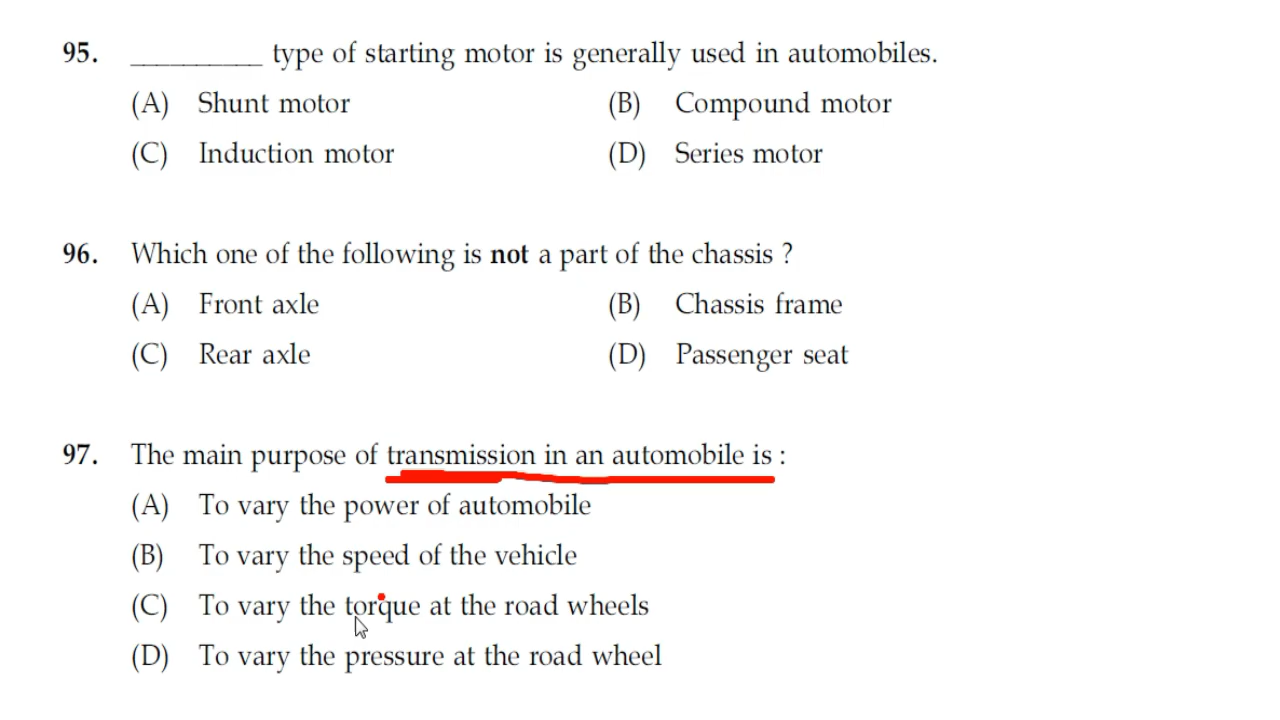 95. __________ type of starting motor is generally used in automobiles.
(A) Shunt motor (B) Compound motor
(C) Induction motor (D) Series motor
96. Which one of the following is not a part of the chassis ?
(A) Front axle (B) Chassis frame
(C) Rear axle (D) Passenger seat
97. The main purpose of transmission in an automobile is :
(A) To vary the power of automobile
(B) To vary the speed of the vehicle
(C) To vary the torque at the road wheels
(D) To vary the pressure at the road wheel